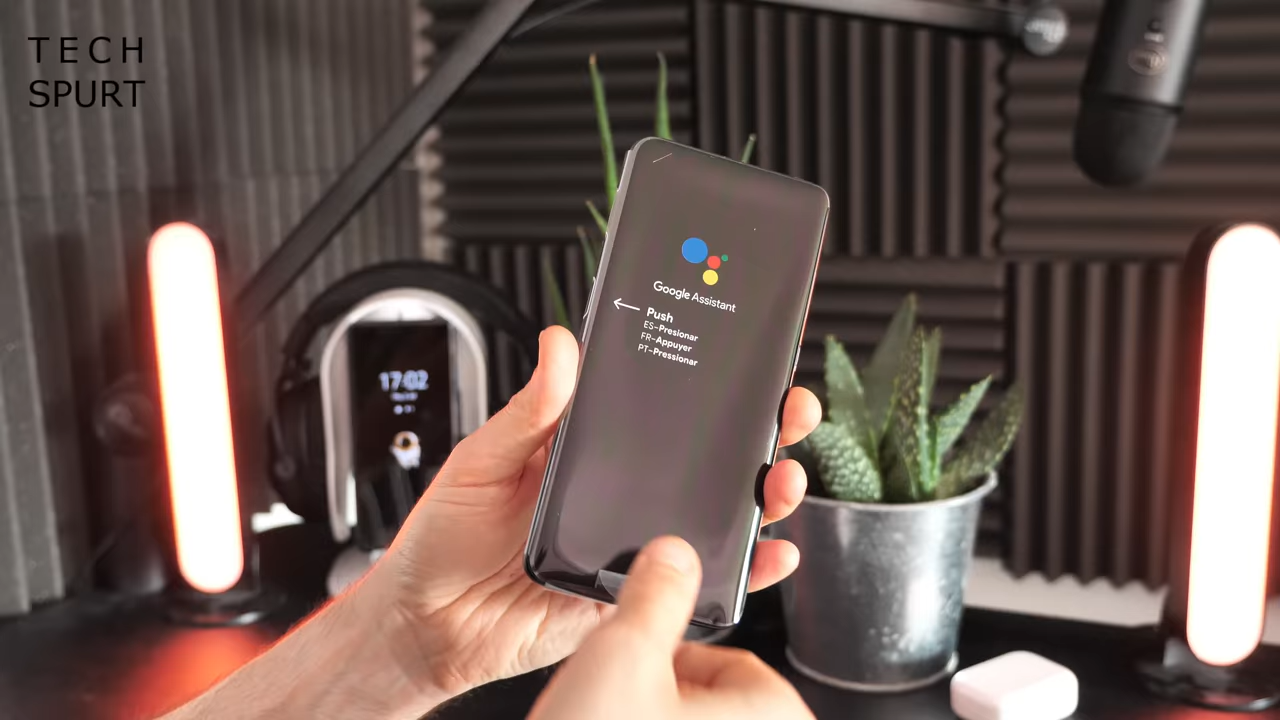 TECH
SPURT
Google Assistant
Push
ES-Presionar
FR-Appuyer
PT-Pressionar
17:02